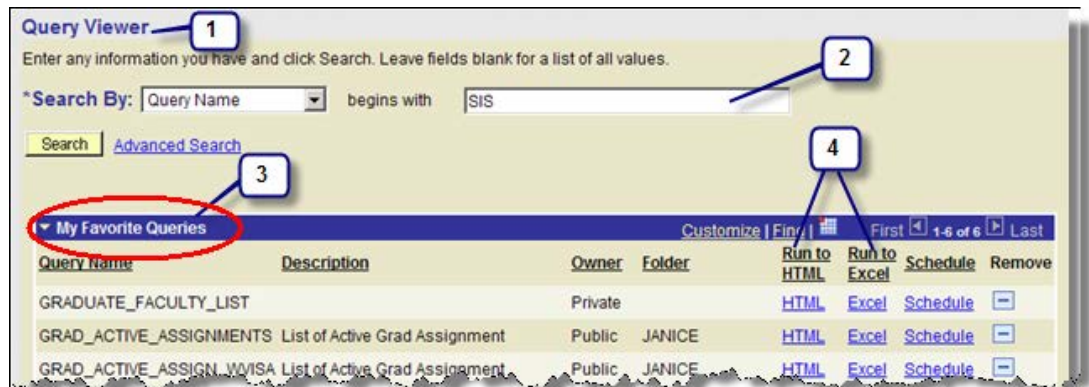 Query Viewer 1
Enter any information you have and click Search. Leave fields blank for a list of all values.
2
*Search By: Query Name begins with SIS
Search Advanced Search
4
3
My Favorite Queries Customize | Find | First 1-6 of 6 Last
Query Name Description Owner Folder Run to HTML Run to Excel Schedule Remove
GRADUATE_FACULTY_LIST Private HTML Excel Schedule
GRAD_ACTIVE_ASSIGNMENTS List of Active Grad Assignment Public JANICE HTML Excel Schedule
GRAD_ACTIVE_ASSIGN_WVISA List of Active Grad Assignment Public JANICE HTML Excel Schedule